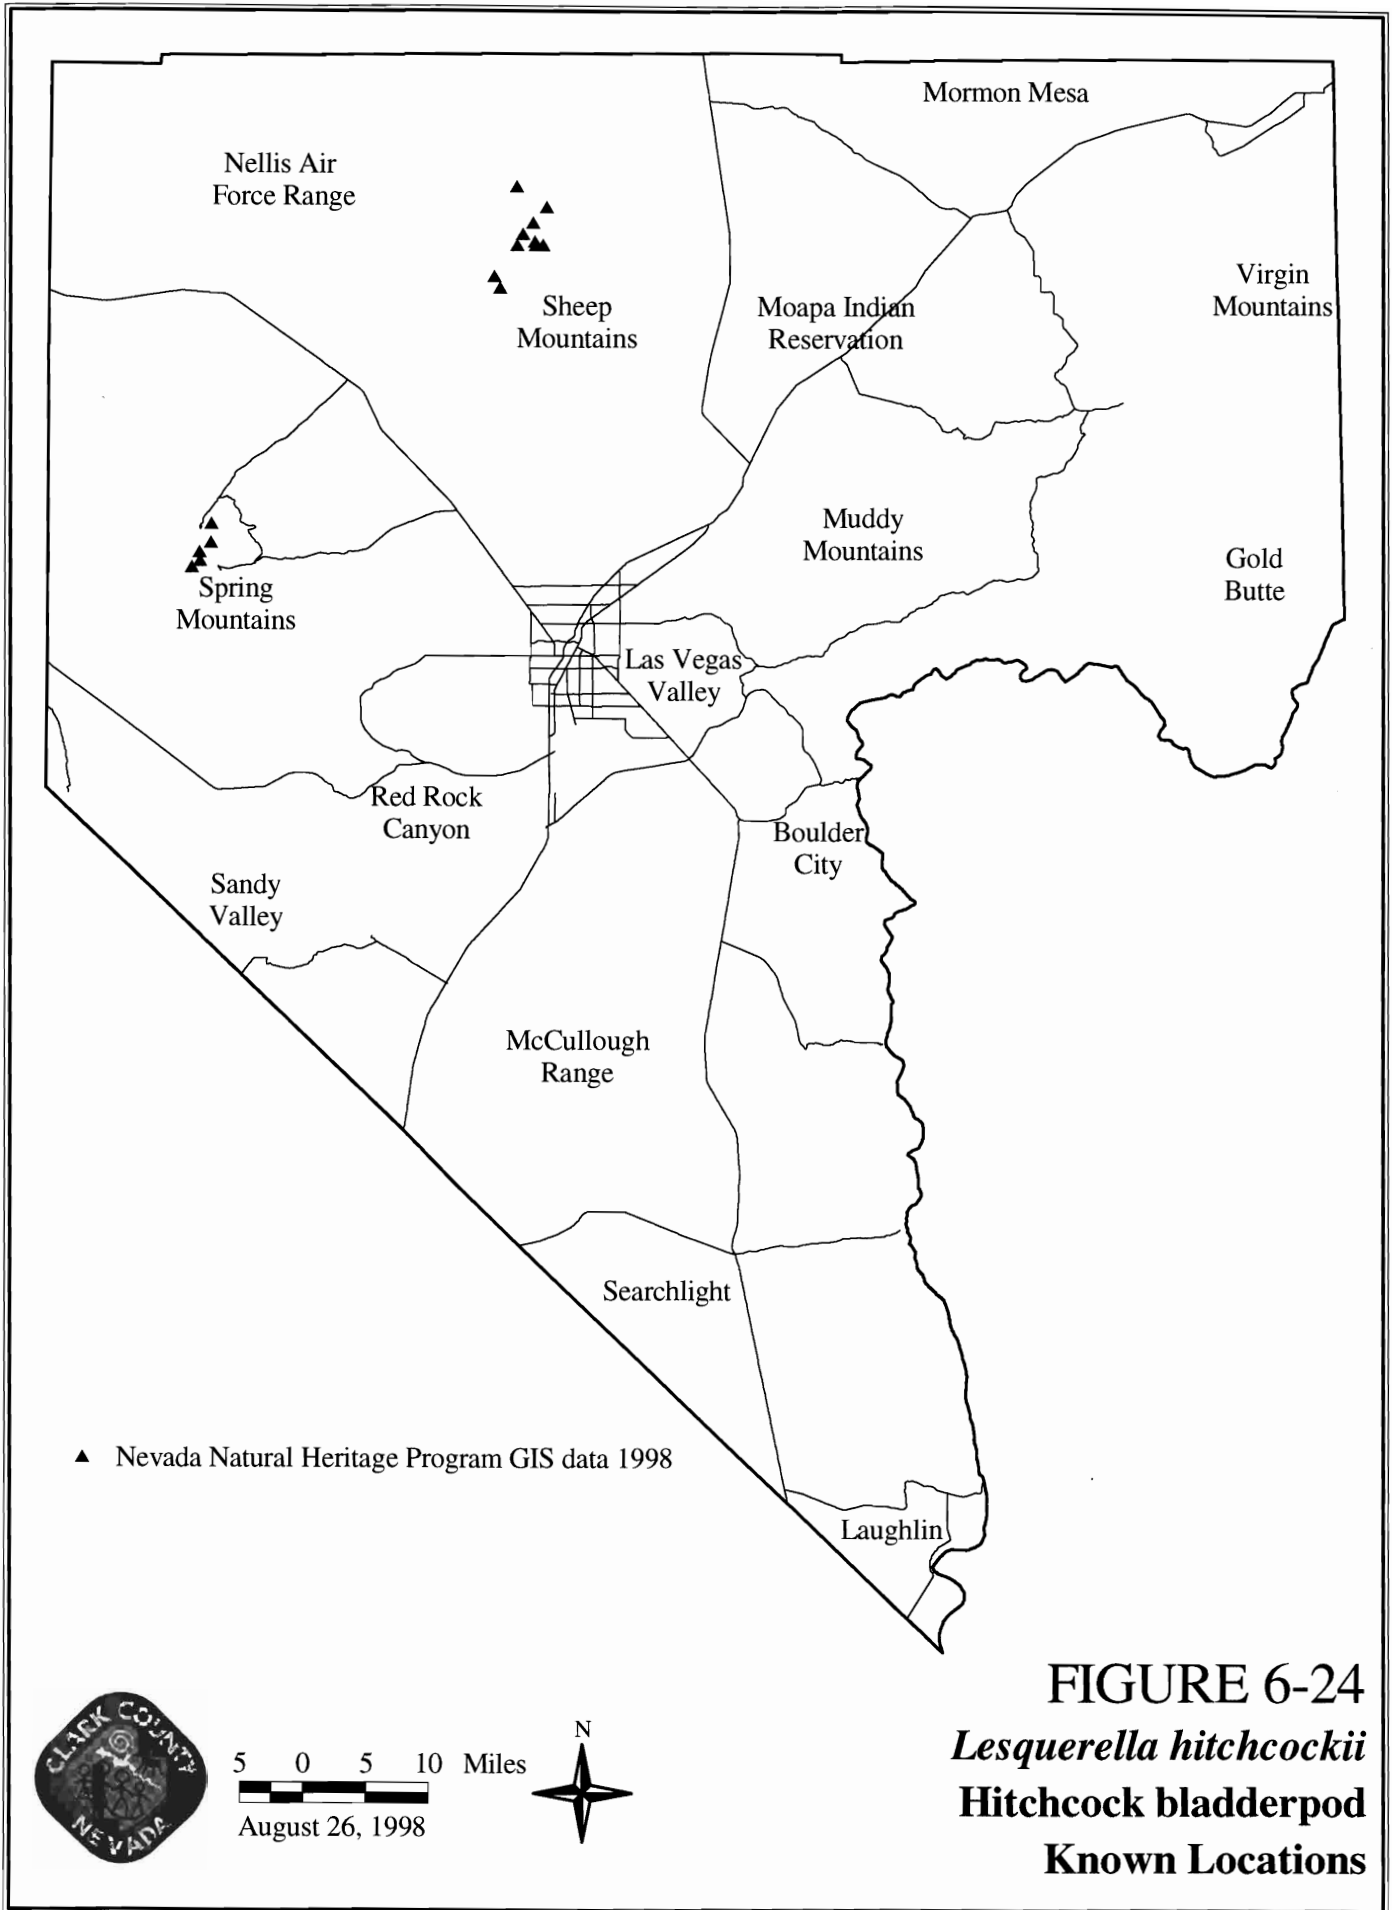 Mormon Mesa
Nellis Air
Force Range
Virgin
Mountains
Sheep
Mountains
Moapa Indian
Reservation
Muddy
Mountains
Gold
Butte
Spring
Mountains
Las Vegas
Valley
Red Rock
Canyon
Boulder
City
Sandy
Valley
McCullough
Range
Searchlight
Nevada Natural Heritage Program GIS data 1998
Laughlin
FIGURE 6-24
Lesquerella hitchcockii
Hitchcock bladderpod
Known Locations
CLARK COUNTY
NEVADA
5 0 5 10 Miles
August 26, 1998
N